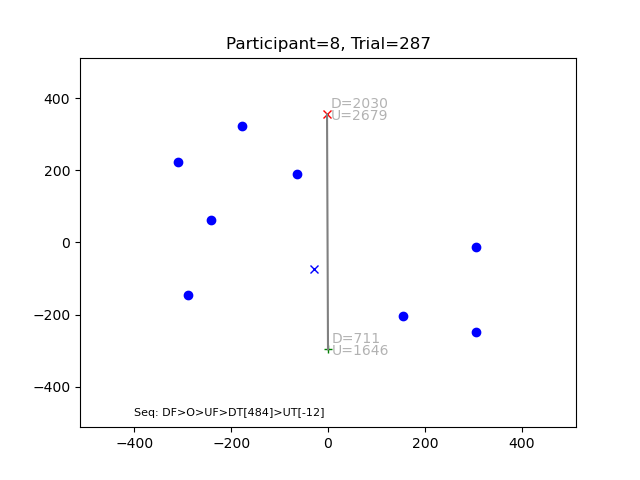 Participant=8, Trial=287
D=2030
U=2679
400
200
0
−200
−400
D=711
U=1646
Seq: DF>O>UF>DT[484]>UT[-12]
−400
−200
0
200
400